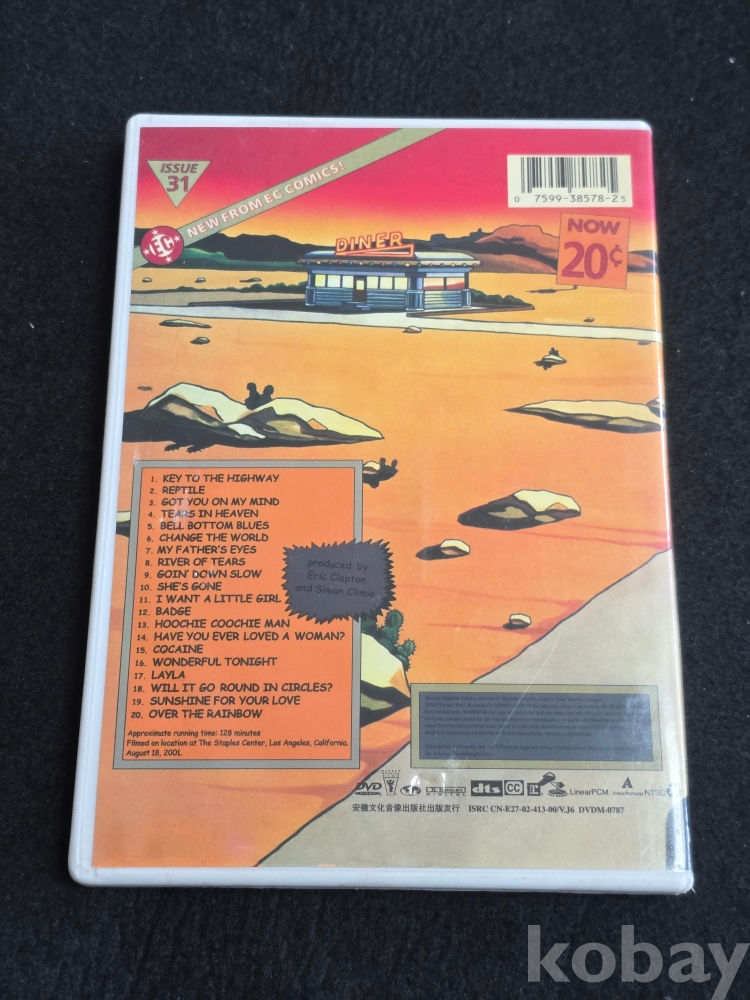 ISSUE
31
NEW FROM EC COMICS!
EC
0 7599-38578-2 5
NOW
20¢
DINER
1. KEY TO THE HIGHWAY
2. REPTILE
3. GOT YOU ON MY MIND
4. TEARS IN HEAVEN
5. BELL BOTTOM BLUES
6. CHANGE THE WORLD
7. MY FATHER'S EYES
8. RIVER OF TEARS
9. GOIN' DOWN SLOW
10. SHE'S GONE
11. I WANT A LITTLE GIRL
12. BADGE
13. HOOCHIE COOCHIE MAN
14. HAVE YOU EVER LOVED A WOMAN?
15. COCAINE
16. WONDERFUL TONIGHT
17. LAYLA
18. WILL IT GO ROUND IN CIRCLES?
19. SUNSHINE FOR YOUR LOVE
20. OVER THE RAINBOW
Approximate running time: 128 minutes
Filmed on location at The Staples Center, Los Angeles, California,
August 18, 2001.
produced by
Eric Clapton
and Simon Climie
DVD DIGITAL dts CC LinearPCM InterActual NTSC
安徽文化音像出版社出版发行 ISRC CN-E27-02-413-00/V.J6 DVDM-0787
kobay